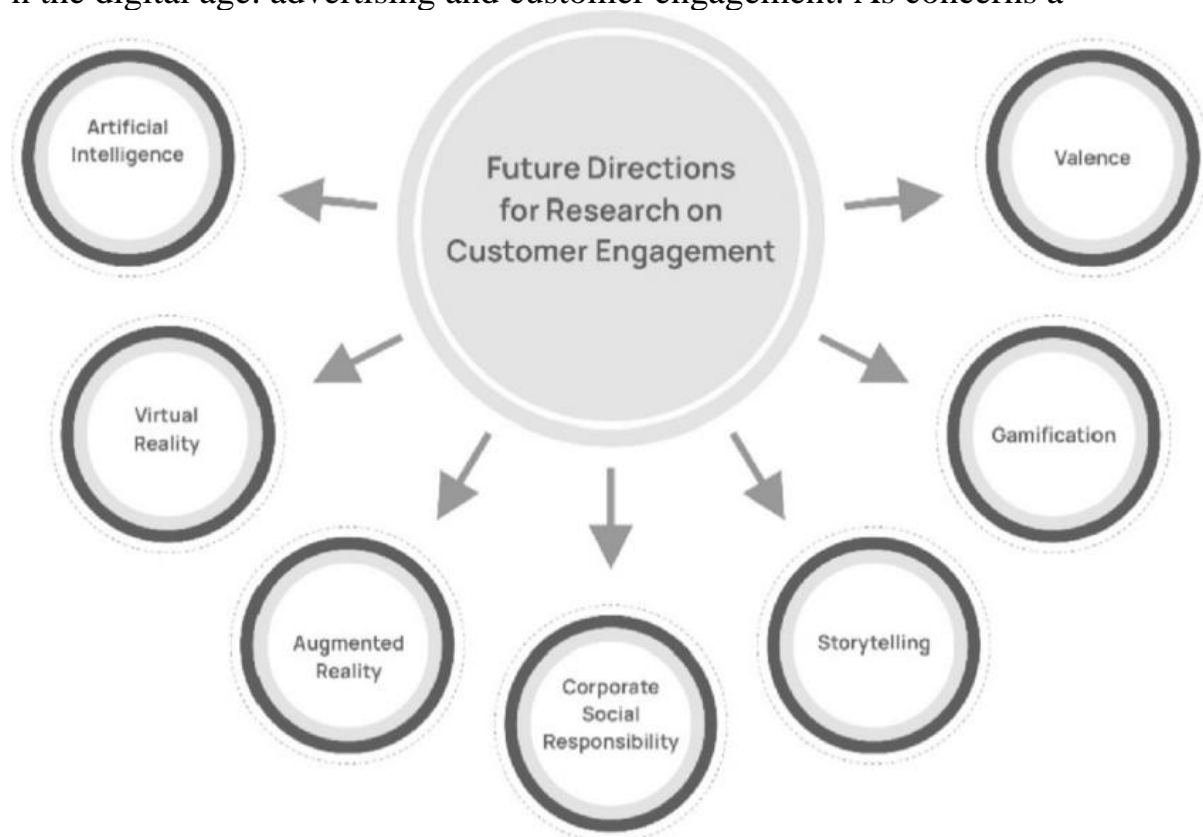 the digital age: advertising and customer engagement. As concerns a
Future Directions
for Research on
Customer Engagement
Artificial
Intelligence
Virtual
Reality
Augmented
Reality
Corporate
Social
Responsibility
Storytelling
Gamification
Valence